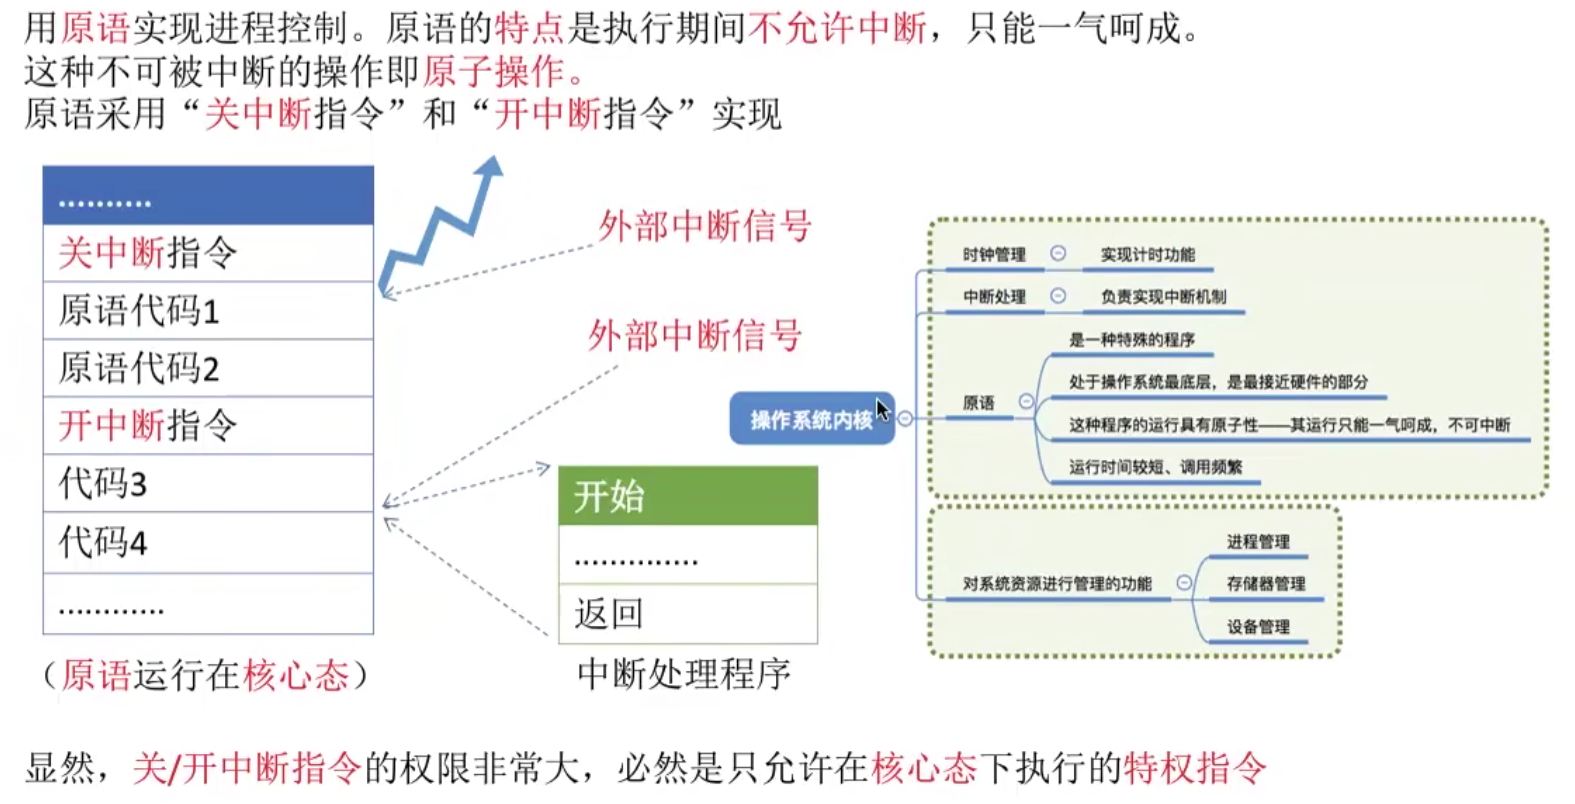 用原语实现进程控制。原语的特点是执行期间不允许中断，只能一气呵成。
这种不可被中断的操作即原子操作。
原语采用“关中断指令”和“开中断指令”实现
..........
关中断指令
原语代码1
原语代码2
开中断指令
代码3
代码4
............
（原语运行在核心态）
外部中断信号
外部中断信号
开始
..............
返回
中断处理程序
操作系统内核
时钟管理
实现计时功能
中断处理
负责实现中断机制
原语
是一种特殊的程序
处于操作系统最底层，是最接近硬件的部分
这种程序的运行具有原子性——其运行只能一气呵成，不可中断
运行时间较短、调用频繁
对系统资源进行管理的功能
进程管理
存储器管理
设备管理
显然，关/开中断指令的权限非常大，必然是只允许在核心态下执行的特权指令